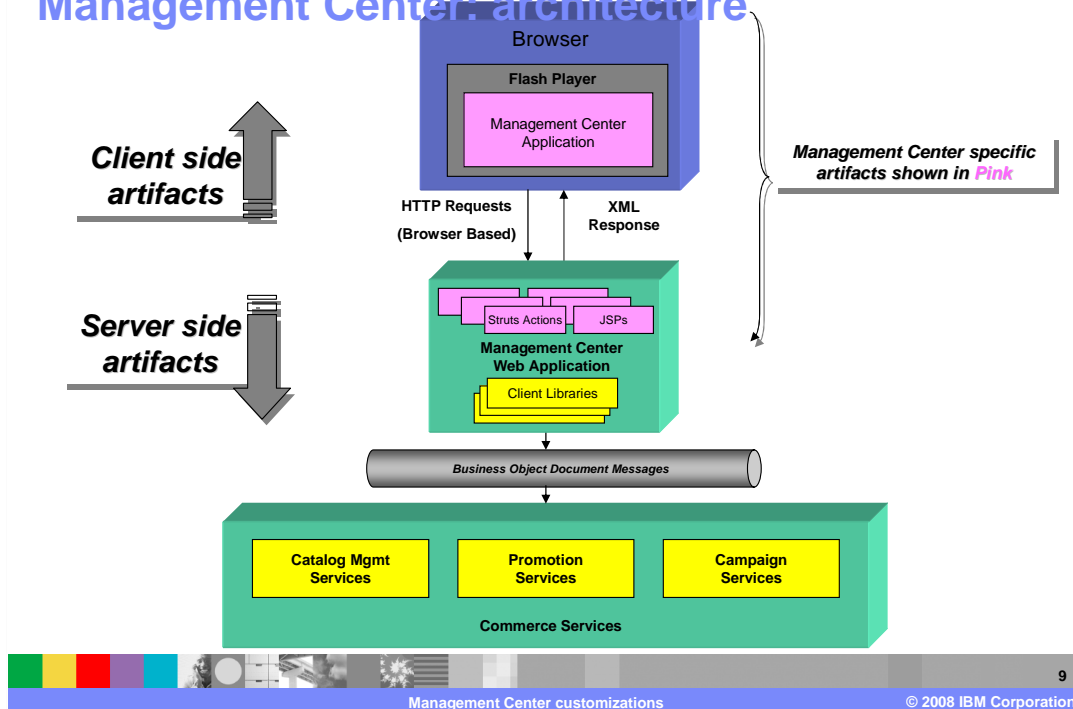 Management Center: architecture
Browser
Flash Player
Management Center
Application
Client side
artifacts
Management Center specific
artifacts shown in Pink
HTTP Requests
(Browser Based)
XML
Response
Struts Actions
JSPs
Management Center
Web Application
Client Libraries
Server side
artifacts
Business Object Document Messages
Catalog Mgmt
Services
Promotion
Services
Campaign
Services
Commerce Services
9
Management Center customizations
© 2008 IBM Corporation